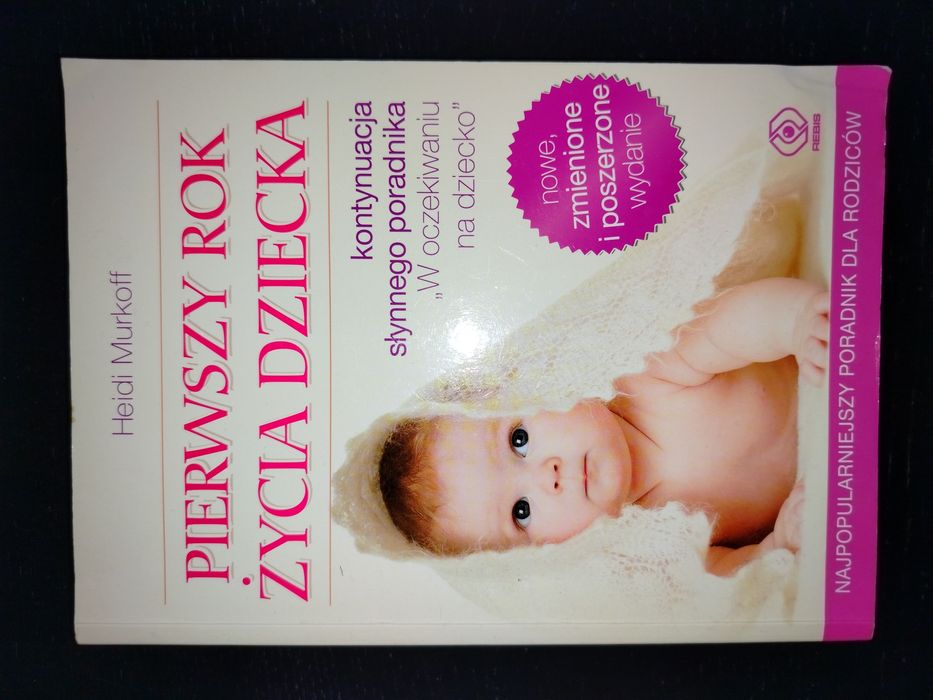 Heidi Murkoff
PIERWSZY ROK
ŻYCIA DZIECKA
kontynuacja
słynnego poradnika
„W oczekiwaniu
na dziecko”
nowe,
zmienione
i poszerzone
wydanie
REBIS
NAJPOPULARNIEJSZY PORADNIK DLA RODZICÓW